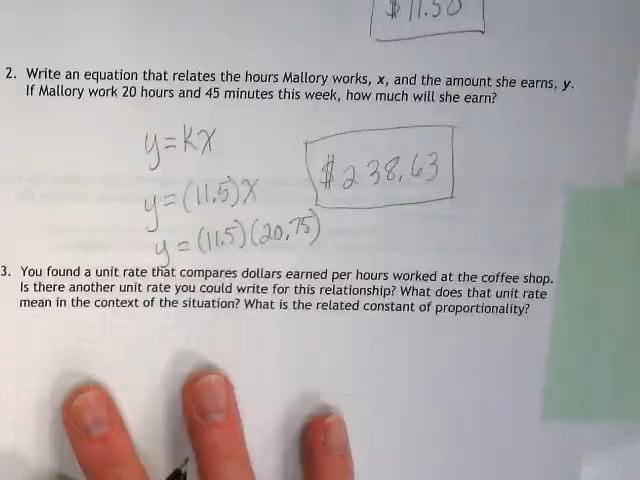 $11.50
2. Write an equation that relates the hours Mallory works, x, and the amount she earns, y.
If Mallory work 20 hours and 45 minutes this week, how much will she earn?
y=kx
$238.63
y=(11.5)x
y=(11.5)(20.75)
3. You found a unit rate that compares dollars earned per hours worked at the coffee shop.
Is there another unit rate you could write for this relationship? What does that unit rate
mean in the context of the situation? What is the related constant of proportionality?